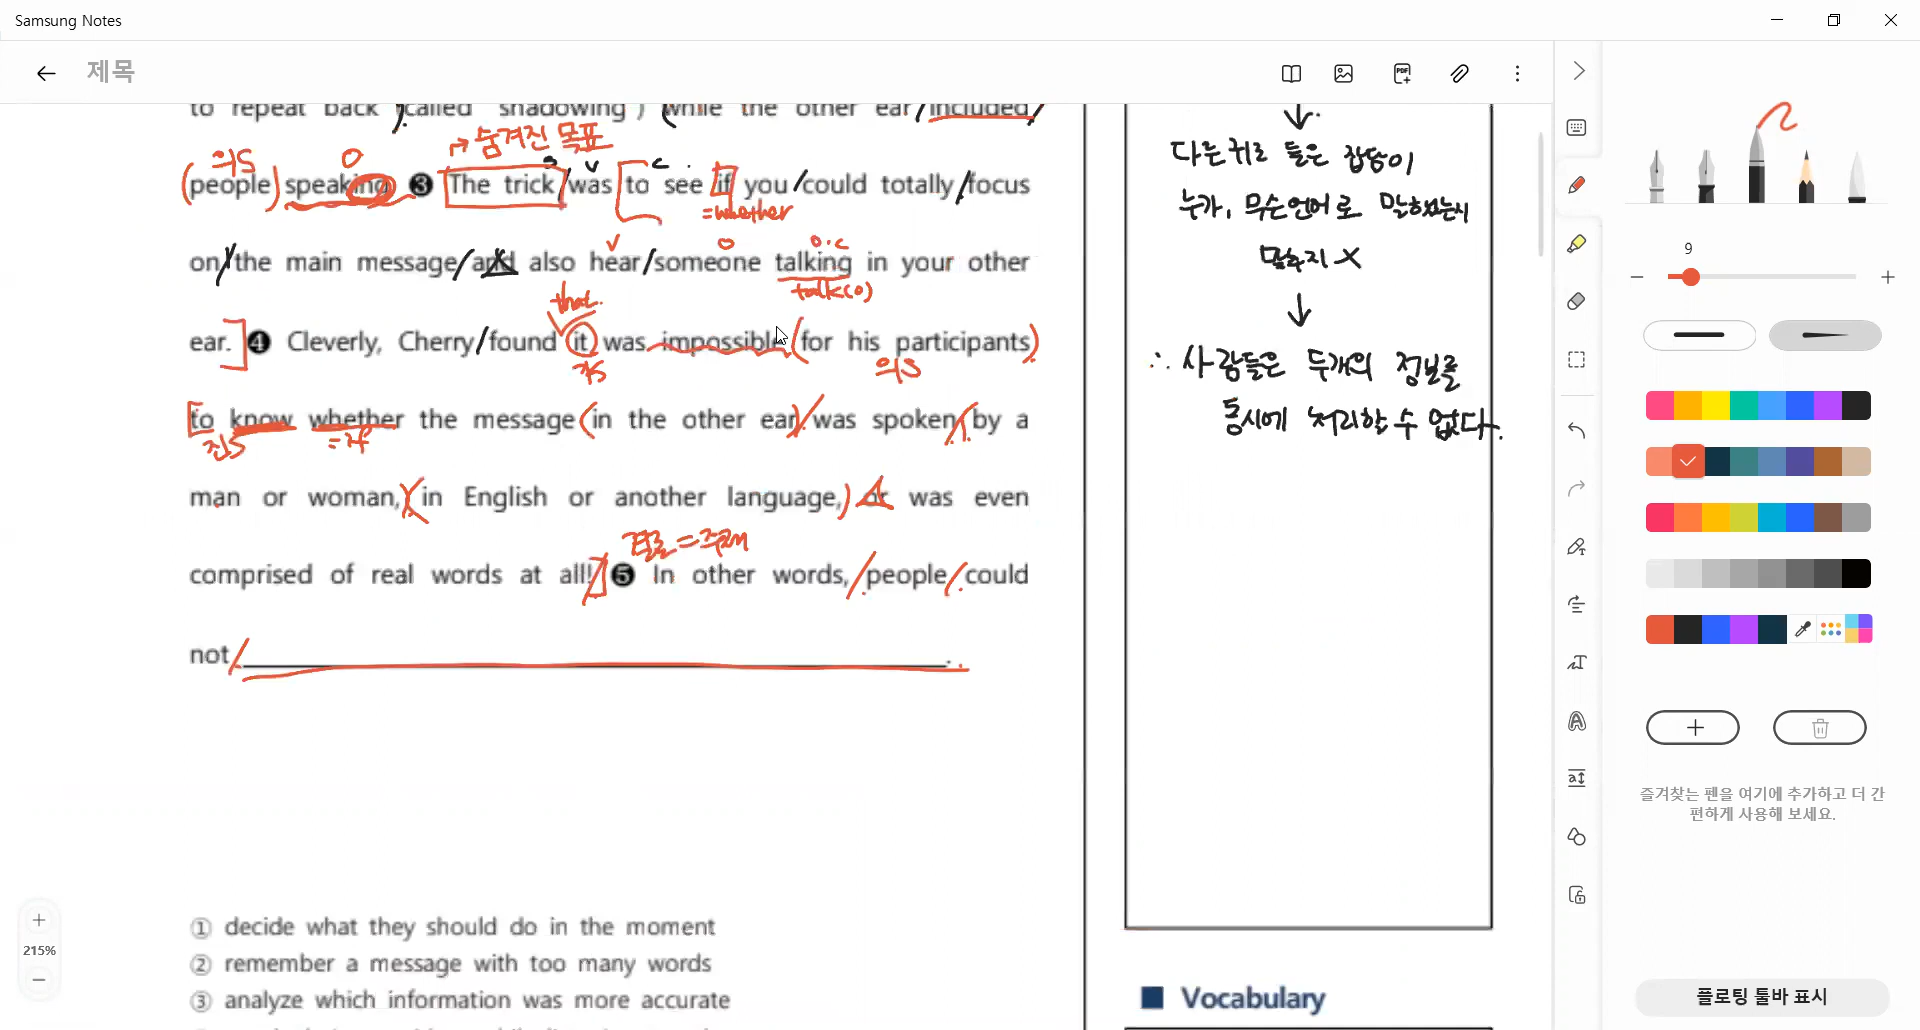 Samsung Notes
제목
to repeat back called "shadowing") while the other ear included
→ 숨겨진 목표
의S O S V C
people speaking ❸ The trick was to see if you could totally focus
=whether
V O O.C
on the main message and also hear someone talking in your other
talk(O)
that
ear. ❹ Cleverly, Cherry found it was impossible for his participants
가S 의S
to know whether the message in the other ear was spoken by a
진S =if
man or woman, in English or another language, or was even
결론=주제
comprised of real words at all! ❺ In other words, people could
not
① decide what they should do in the moment
② remember a message with too many words
③ analyze which information was more accurate
다른귀로 들은 잡담이
누가, 무슨언어로 말하였는지
맞추지 X
∴ 사람들은 두개의 정보를
동시에 처리할 수 없다.
Vocabulary
215%
9
즐겨찾는 펜을 여기에 추가하고 더 간
편하게 사용해 보세요.
플로팅 툴바 표시